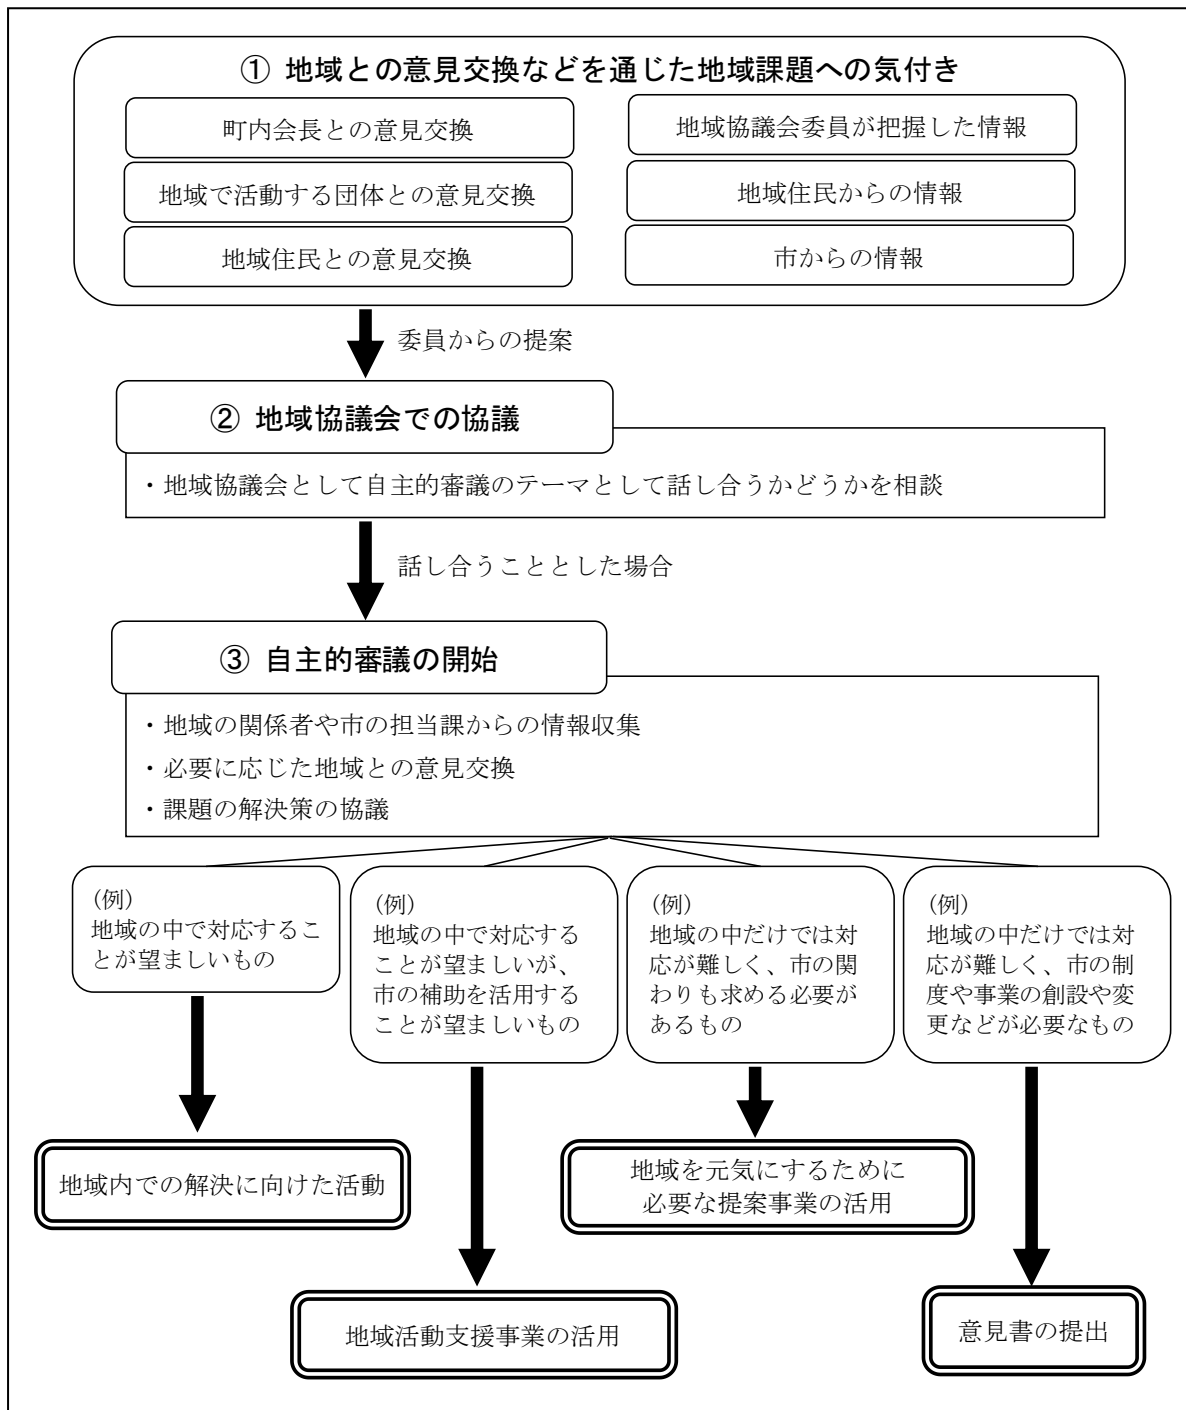 ① 地域との意見交換などを通じた地域課題への気付き
町内会長との意見交換
地域で活動する団体との意見交換
地域住民との意見交換
地域協議会委員が把握した情報
地域住民からの情報
市からの情報
委員からの提案
② 地域協議会での協議
・地域協議会として自主的審議のテーマとして話し合うかどうかを相談
話し合うこととした場合
③ 自主的審議の開始
・地域の関係者や市の担当課からの情報収集
・必要に応じた地域との意見交換
・課題の解決策の協議
(例)
地域の中で対応するこ
とが望ましいもの
(例)
地域の中で対応する
ことが望ましいが、
市の補助を活用する
ことが望ましいもの
(例)
地域の中だけでは対
応が難しく、市の関
わりも求める必要が
あるもの
(例)
地域の中だけでは対
応が難しく、市の制
度や事業の創設や変
更などが必要なもの
地域内での解決に向けた活動
地域活動支援事業の活用
地域を元気にするために
必要な提案事業の活用
意見書の提出